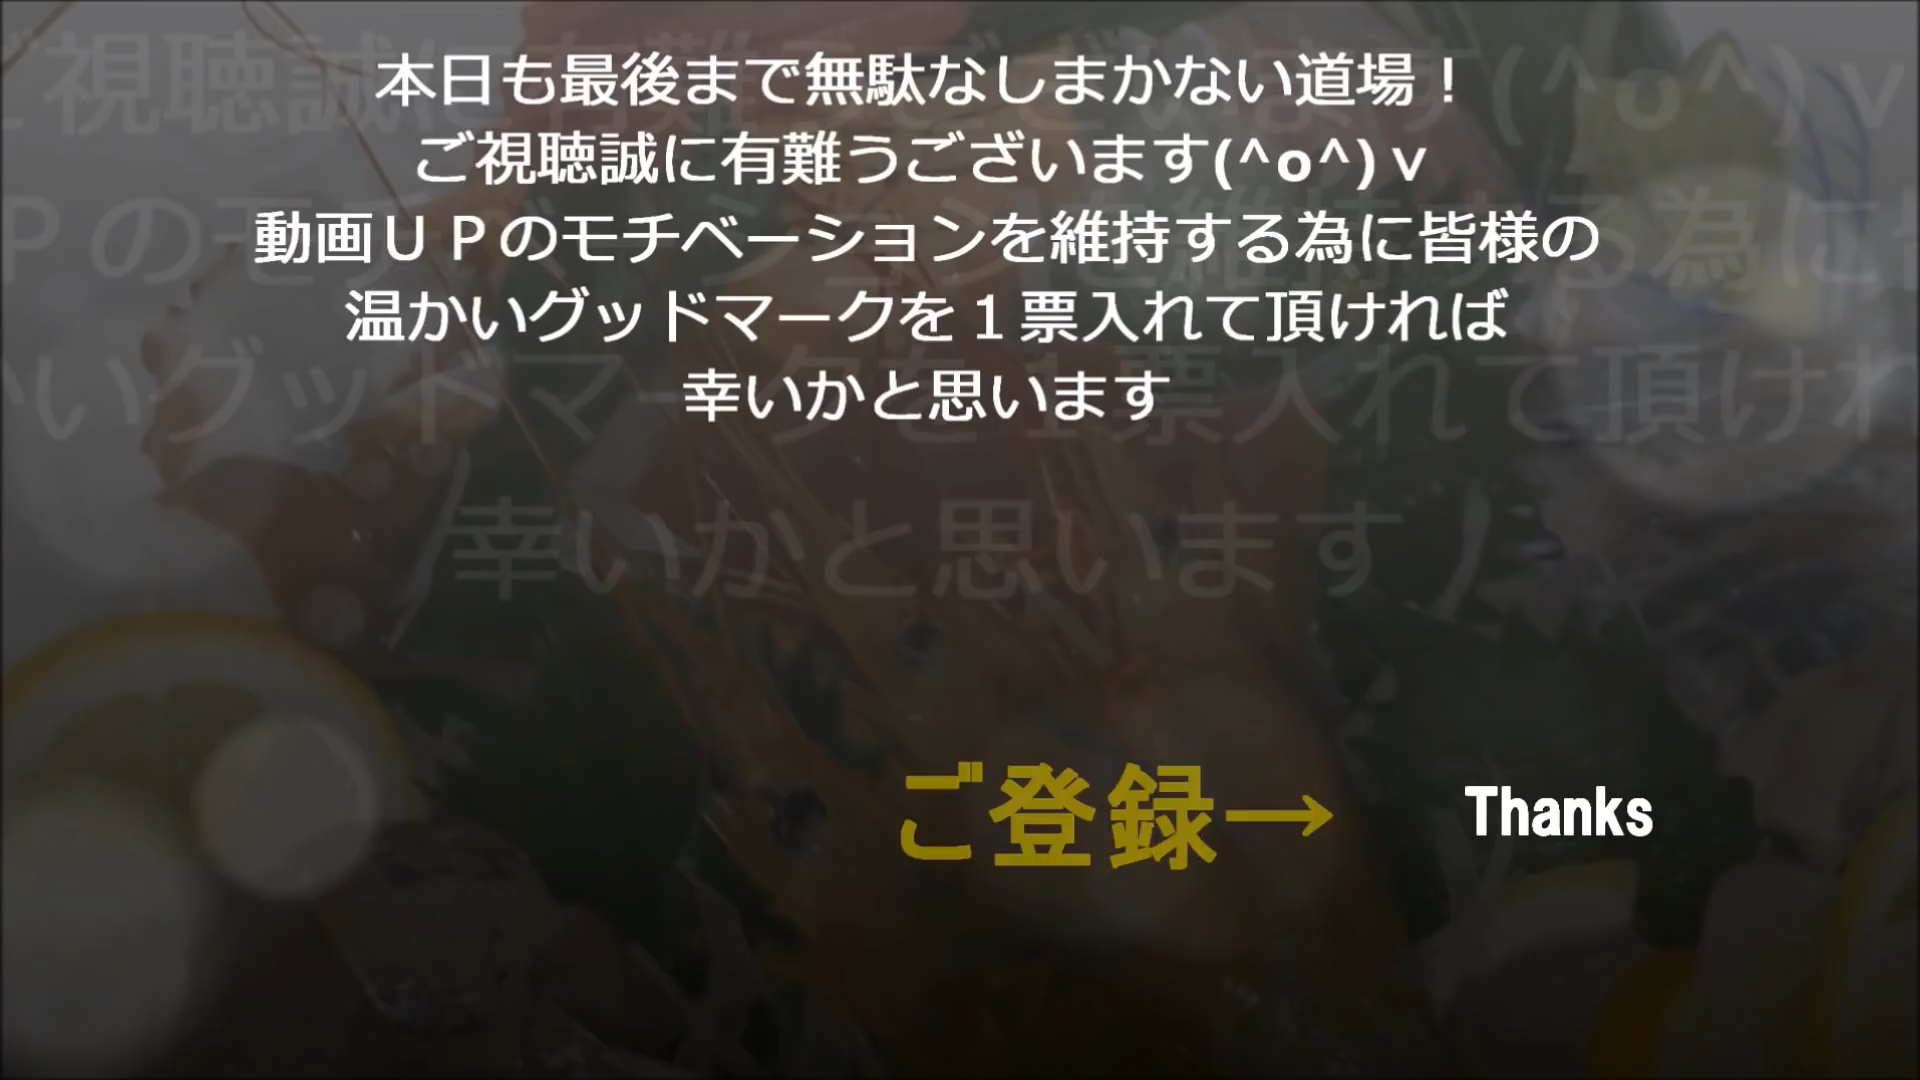 本日も最後まで無駄なしまかない道場！
ご視聴誠に有難うございます(^o^)ｖ
動画ＵＰのモチベーションを維持する為に皆様の
温かいグッドマークを１票入れて頂ければ
幸いかと思います
ご登録→
Thanks